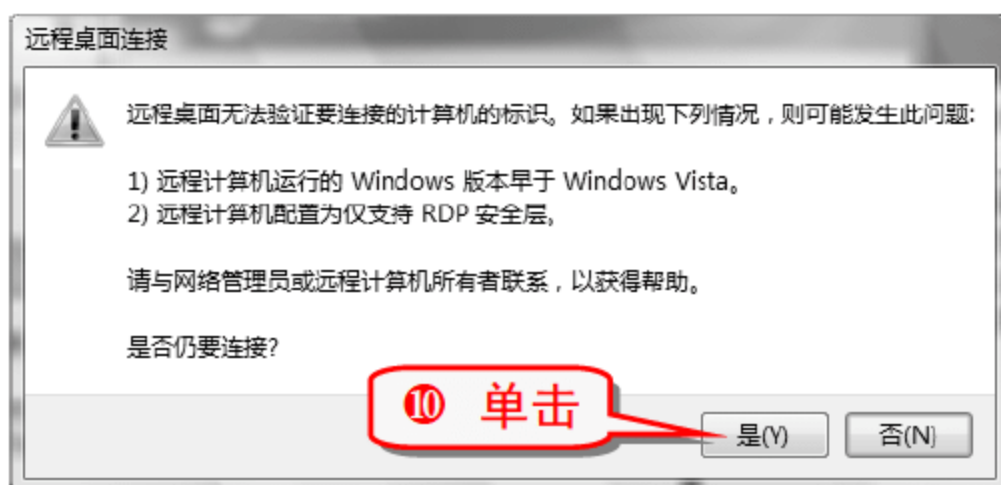 远程桌面连接
远程桌面无法验证要连接的计算机的标识。如果出现下列情况，则可能发生此问题:
1) 远程计算机运行的 Windows 版本早于 Windows Vista。
2) 远程计算机配置为仅支持 RDP 安全层。
请与网络管理员或远程计算机所有者联系，以获得帮助。
是否仍要连接?
❿ 单击
是(Y) 否(N)